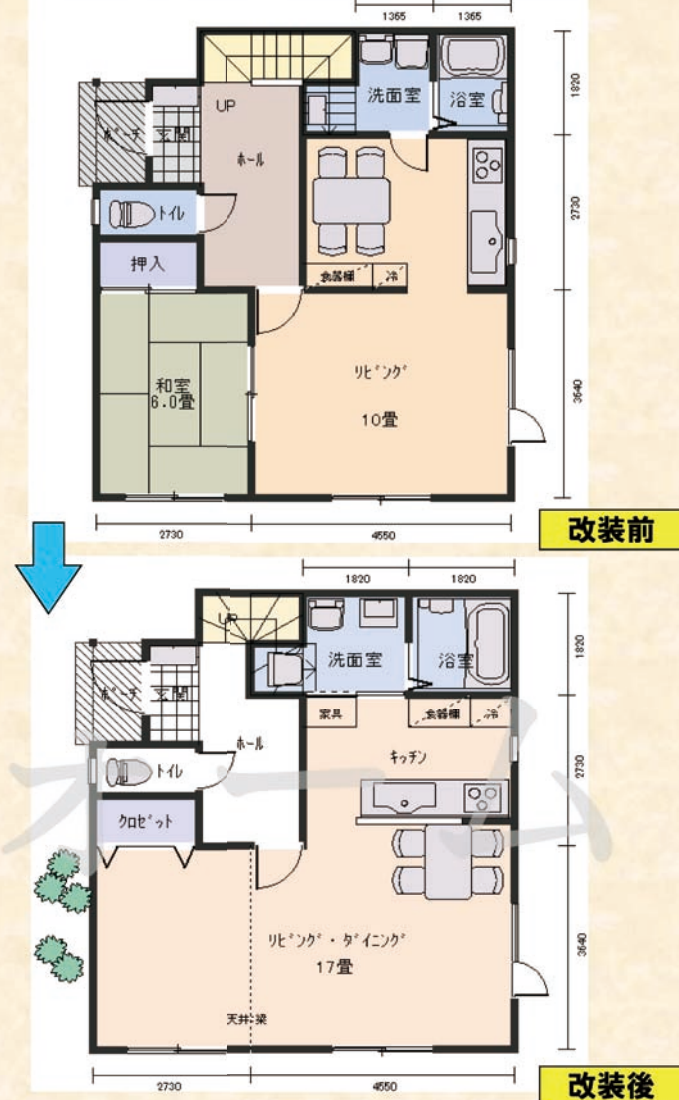 1365 1365
UP
洗面室
浴室
1820
ポーチ
玄関
ホール
トイレ
2730
押入
食器棚
冷
リビング
和室
6.0畳
10畳
3640
2730
4550
改装前
1820
1820
UP
洗面室
浴室
1820
ポーチ
玄関
家具
食器棚
冷
ホール
キッチン
トイレ
2730
クロゼット
リビング・ダイニング
17畳
3640
天井:梁
2730
4550
改装後
ホーム